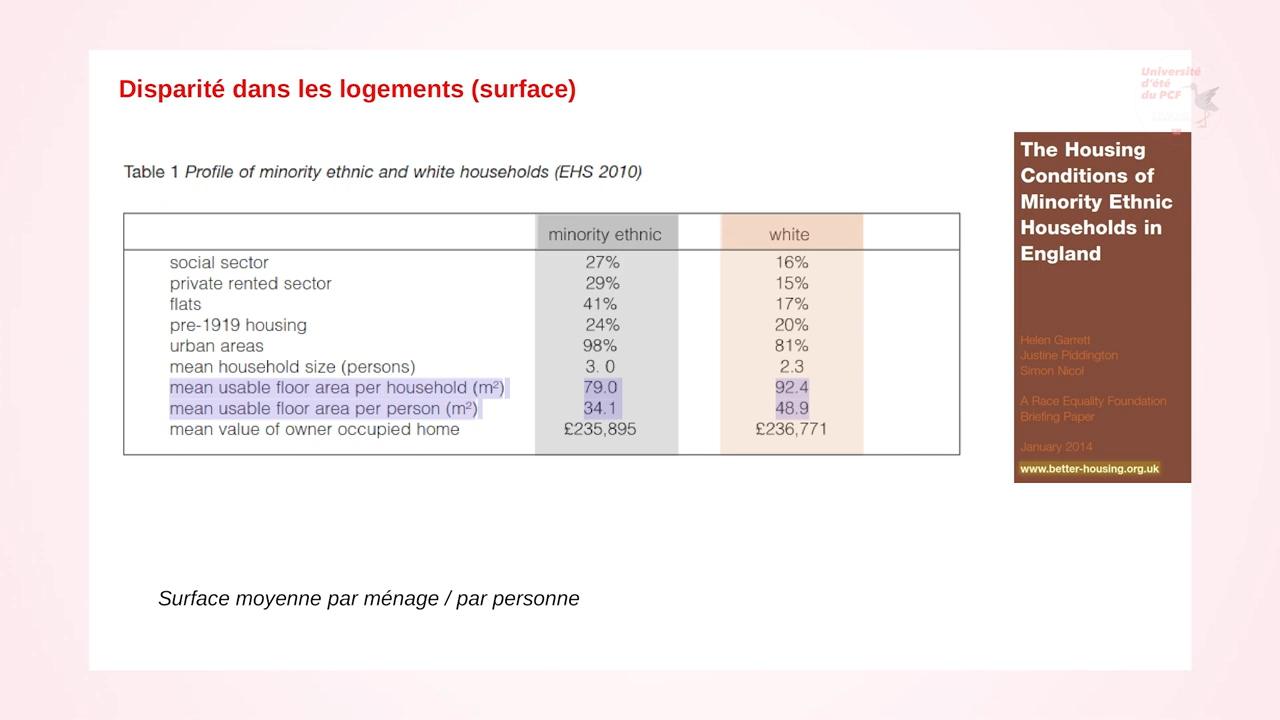 Disparité dans les logements (surface)
Université
d'été
du PCF
Table 1 Profile of minority ethnic and white households (EHS 2010)
minority ethnic white
social sector 27% 16%
private rented sector 29% 15%
flats 41% 17%
pre-1919 housing 24% 20%
urban areas 98% 81%
mean household size (persons) 3. 0 2.3
mean usable floor area per household (m²) 79.0 92.4
mean usable floor area per person (m²) 34.1 48.9
mean value of owner occupied home £235,895 £236,771
The Housing
Conditions of
Minority Ethnic
Households in
England
Helen Garrett
Justine Piddington
Simon Nicol
A Race Equality Foundation
Briefing Paper
January 2014
www.better-housing.org.uk
Surface moyenne par ménage / par personne